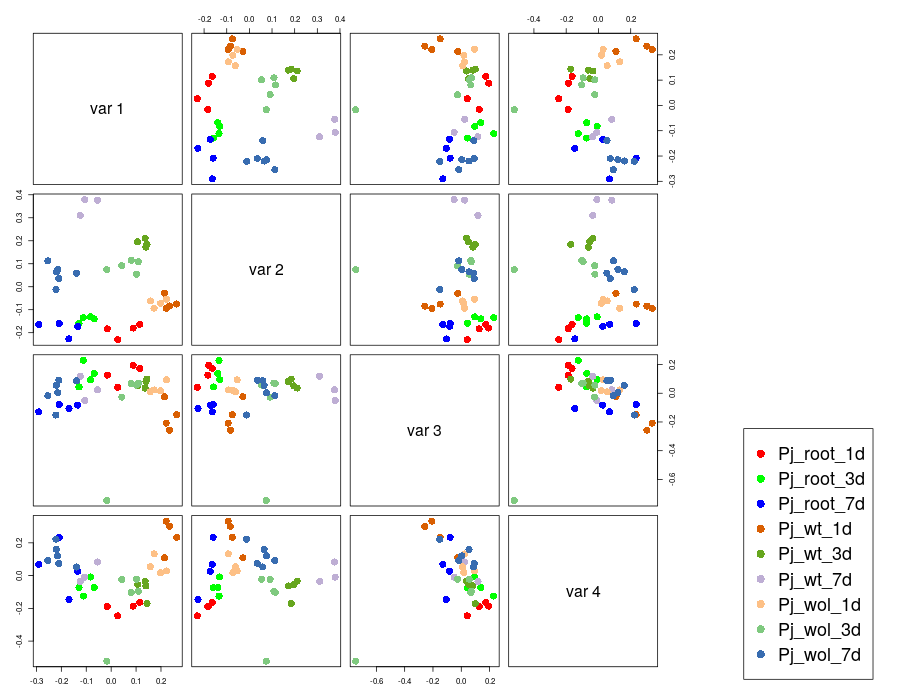 -0.2 -0.1 0.0 0.1 0.2 0.3 0.4
-0.2 0.0 0.2
var 1
-0.3 -0.2 -0.1 0.0 0.1 0.2
-0.2 -0.1 0.0 0.1 0.2 0.3 0.4
var 2
var 3
-0.6 -0.4 -0.2 0.0 0.2
-0.4 -0.2 0.0 0.2
var 4
-0.3 -0.2 -0.1 0.0 0.1 0.2
-0.6 -0.4 -0.2 0.0 0.2
Pj_root_1d
Pj_root_3d
Pj_root_7d
Pj_wt_1d
Pj_wt_3d
Pj_wt_7d
Pj_wol_1d
Pj_wol_3d
Pj_wol_7d